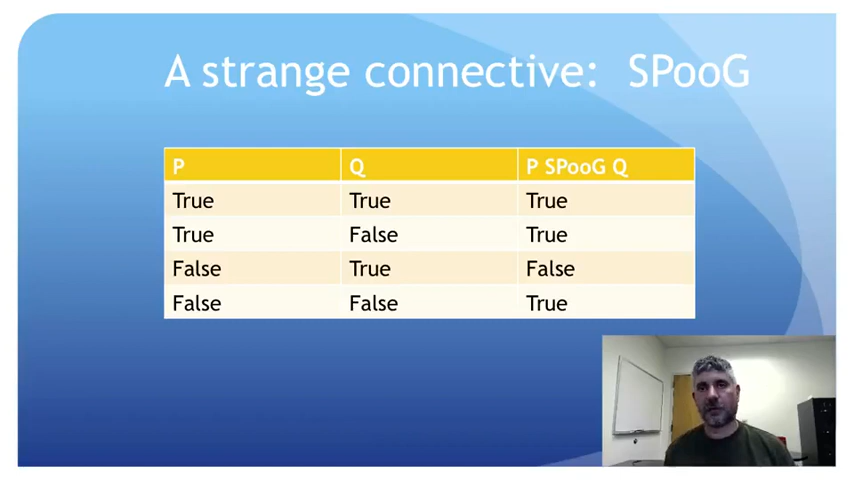 A strange connective: SPooG
P Q P SPooG Q
True True True
True False True
False True False
False False True